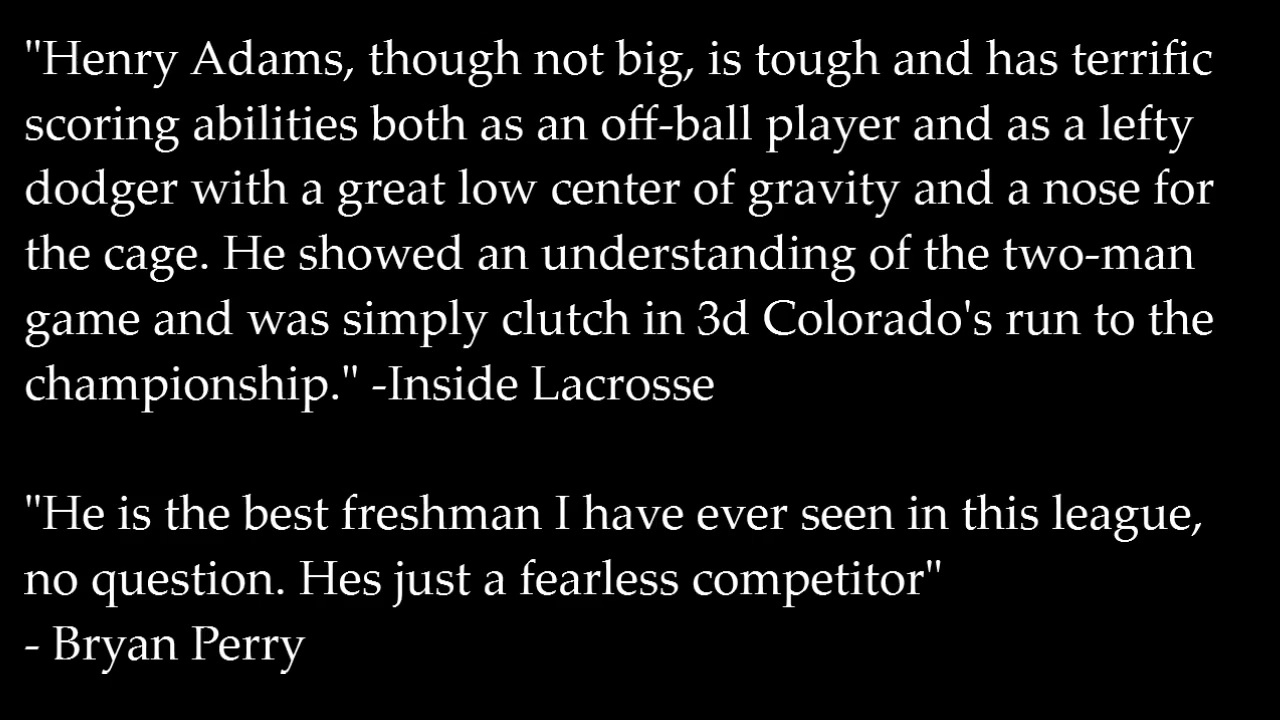 "Henry Adams, though not big, is tough and has terrific
scoring abilities both as an off-ball player and as a lefty
dodger with a great low center of gravity and a nose for
the cage. He showed an understanding of the two-man
game and was simply clutch in 3d Colorado's run to the
championship." -Inside Lacrosse
"He is the best freshman I have ever seen in this league,
no question. Hes just a fearless competitor"
- Bryan Perry